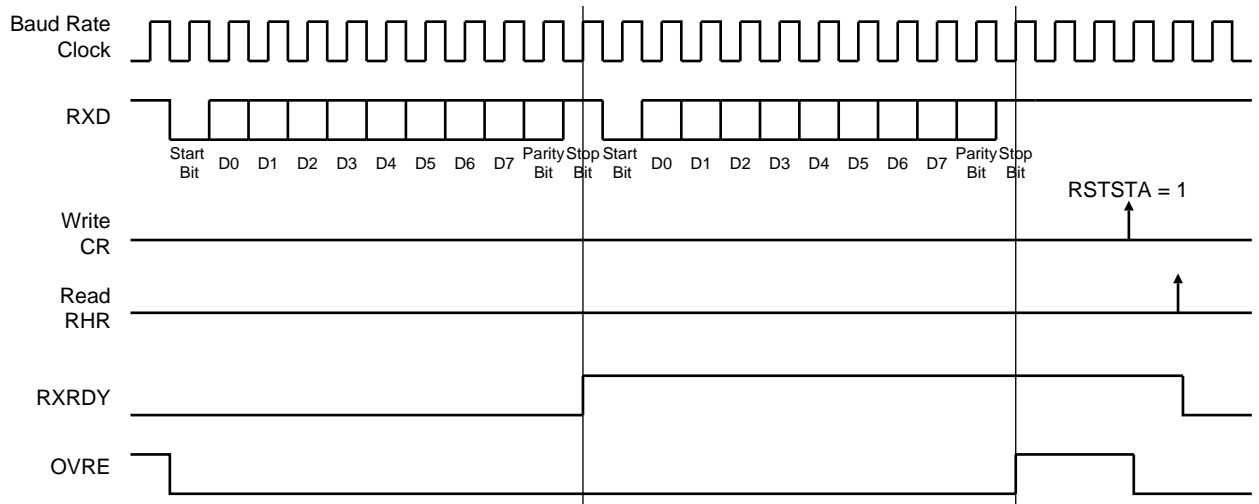 Baud Rate
Clock
RXD
Start
Bit
D0 D1 D2 D3 D4 D5 D6 D7
Parity
Bit
Stop
Bit
Start
Bit
D0 D1 D2 D3 D4 D5 D6 D7
Parity
Bit
Stop
Bit
RSTSTA = 1
Write
CR
Read
RHR
RXRDY
OVRE